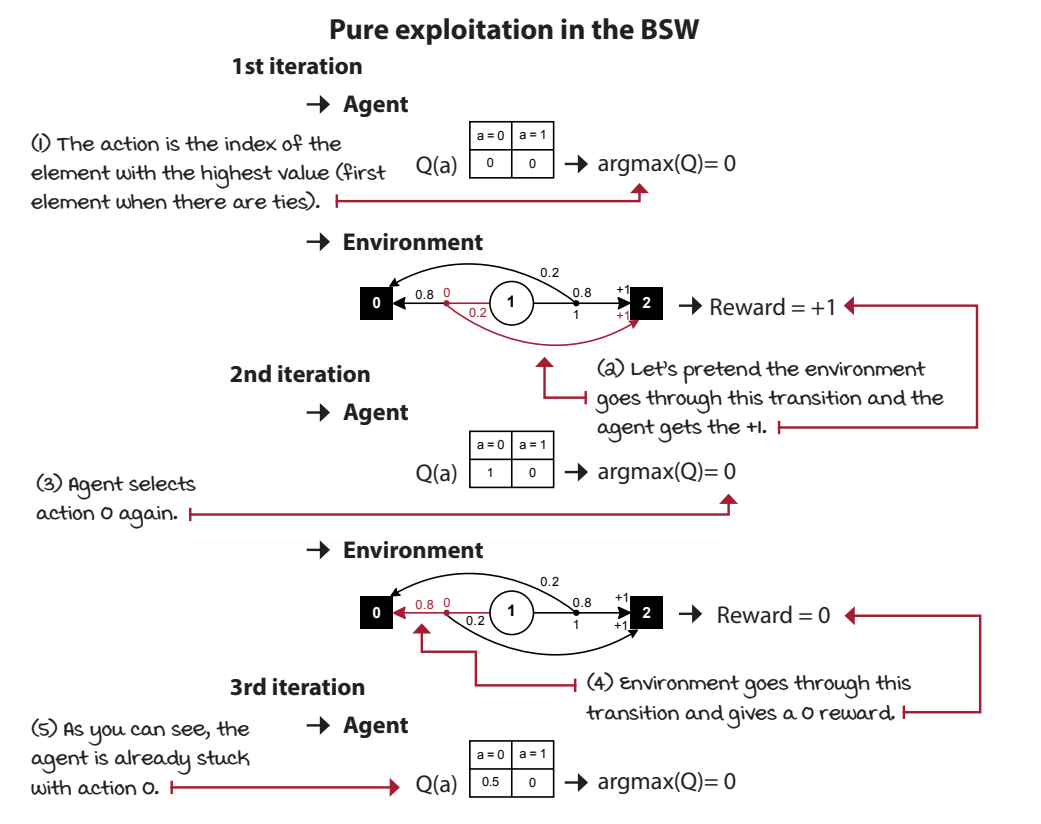 Pure exploitation in the BSW
1st iteration
→ Agent
(1) The action is the index of the
element with the highest value (first
element when there are ties).
a = 0 a = 1
Q(a) 0 0 → argmax(Q)= 0
→ Environment
0 0.8 0 0.2 1 0.2 0.8 1 +1 +1 2 → Reward = +1
(2) Let's pretend the environment
goes through this transition and the
agent gets the +1.
2nd iteration
→ Agent
a = 0 a = 1
Q(a) 1 0 → argmax(Q)= 0
(3) Agent selects
action 0 again.
→ Environment
0 0.8 0 0.2 1 0.2 0.8 1 +1 +1 2 → Reward = 0
(4) Environment goes through this
transition and gives a 0 reward.
3rd iteration
→ Agent
(5) As you can see, the
agent is already stuck
with action 0.
a = 0 a = 1
Q(a) 0.5 0 → argmax(Q)= 0